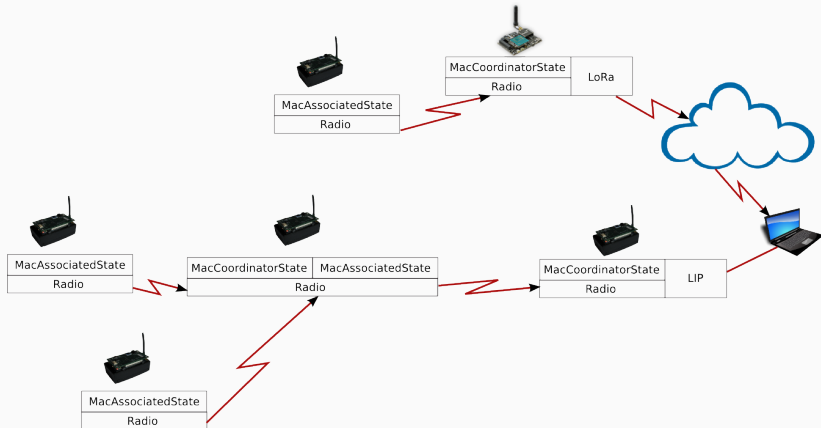 MacCoordinatorState
LoRa
Radio
MacAssociatedState
Radio
MacAssociatedState
Radio
MacCoordinatorState MacAssociatedState
Radio
MacCoordinatorState
LIP
Radio
MacAssociatedState
Radio